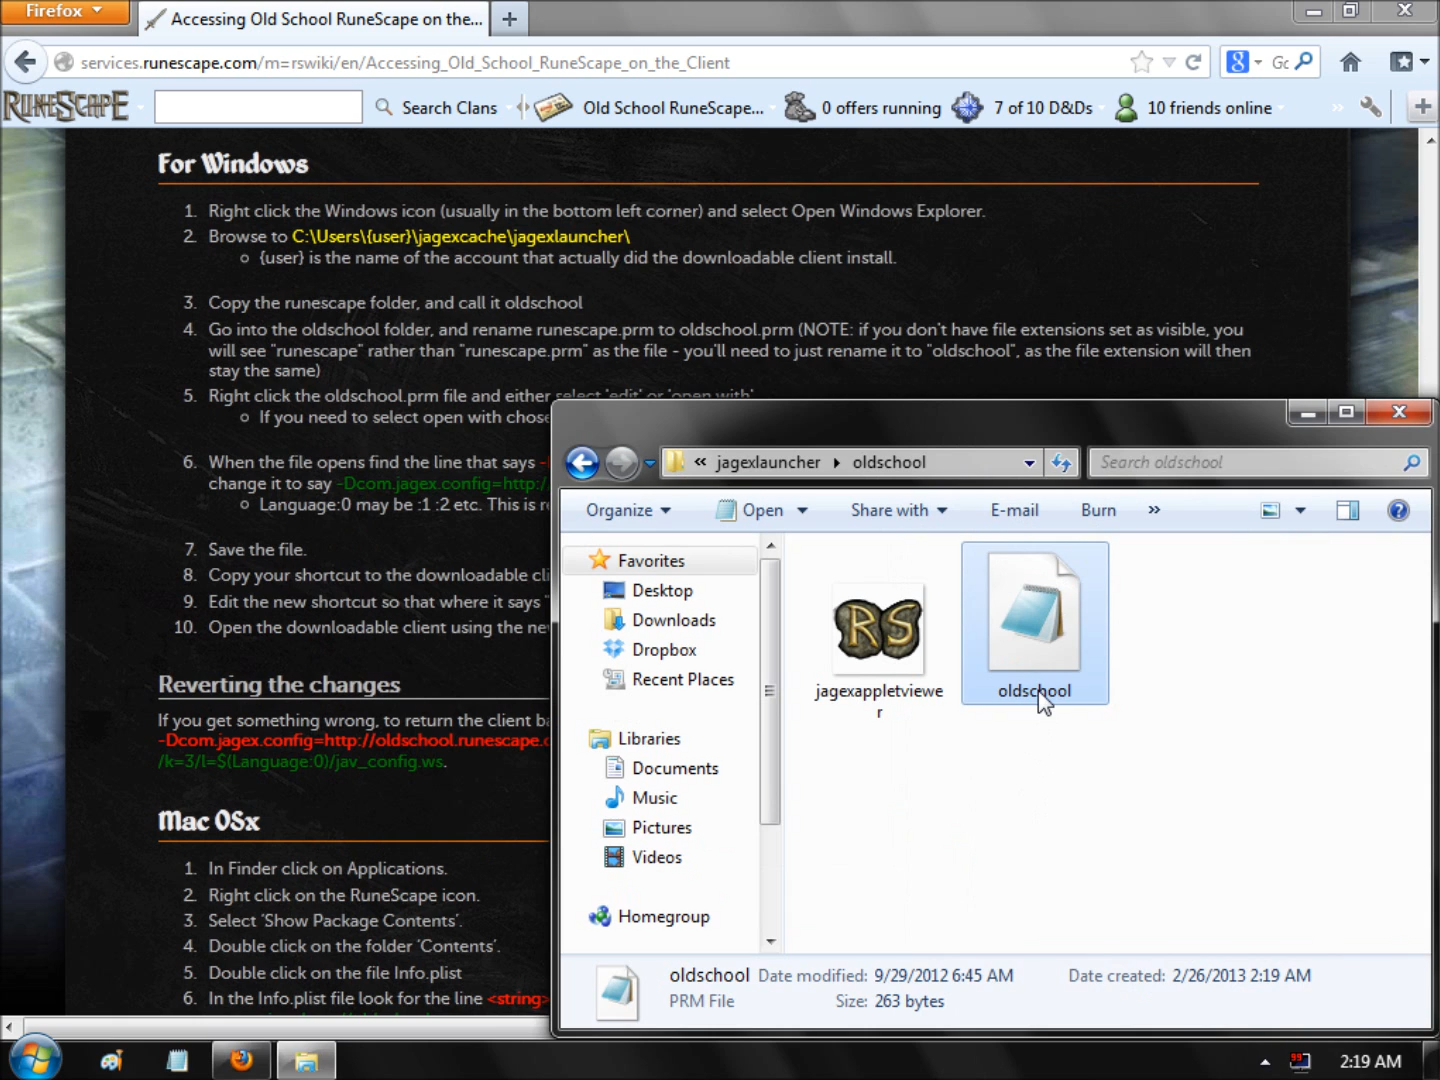 Firefox
Accessing Old School RuneScape on the...
services.runescape.com/m=rswiki/en/Accessing_Old_School_RuneScape_on_the_Client
RUNESCAPE
Search Clans
Old School RuneScape...
0 offers running
7 of 10 D&Ds
10 friends online
For Windows
1. Right click the Windows icon (usually in the bottom left corner) and select Open Windows Explorer.
2. Browse to C:\Users\{user}\jagexcache\jagexlauncher\
{user} is the name of the account that actually did the downloadable client install.
3. Copy the runescape folder, and call it oldschool
4. Go into the oldschool folder, and rename runescape.prm to oldschool.prm (NOTE: if you don't have file extensions set as visible, you
will see "runescape" rather than "runescape.prm" as the file - you'll need to just rename it to "oldschool", as the file extension will then
stay the same)
5. Right click the oldschool.prm file and either select 'edit' or 'open with'
If you need to select open with chose
6. When the file opens find the line that says
change it to say -Dcom.jagex.config=http:/
Language:0 may be :1 :2 etc. This is
7. Save the file.
8. Copy your shortcut to the downloadable
9. Edit the new shortcut so that where it says "
10. Open the downloadable client using the
Reverting the changes
If you get something wrong, to return the client
-Dcom.jagex.config=http://oldschool.runescape.
/k=3/l=$(Language:0)/jav_config.ws.
Mac OSx
1. In Finder click on Applications.
2. Right click on the RuneScape icon.
3. Select 'Show Package Contents'.
4. Double click on the folder 'Contents'.
5. Double click on the file Info.plist
6. In the Info.plist file look for the line <string>
« jagexlauncher oldschool
Search oldschool
Organize Open Share with E-mail Burn »
Favorites
Desktop
Downloads
Dropbox
Recent Places
Libraries
Documents
Music
Pictures
Videos
Homegroup
RS
jagexappletviewe
r
oldschool
oldschool Date modified: 9/29/2012 6:45 AM Date created: 2/26/2013 2:19 AM
PRM File Size: 263 bytes
99
2:19 AM